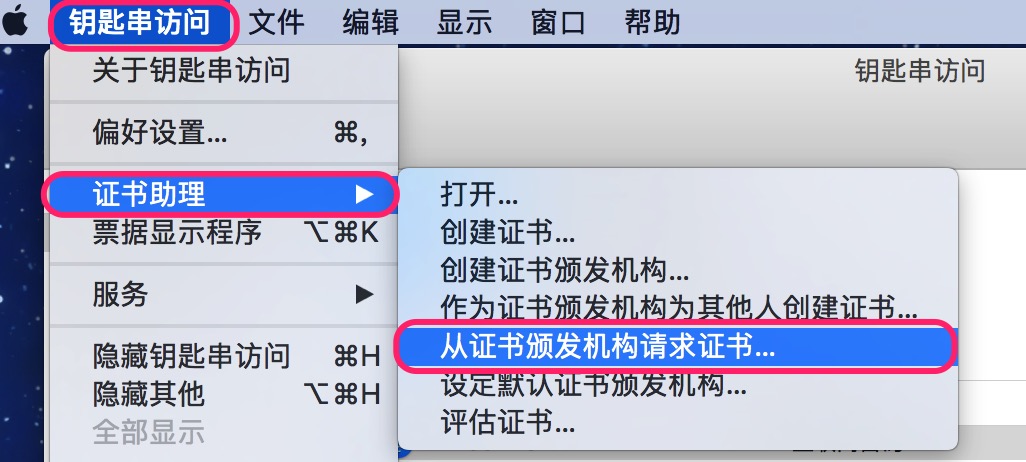 钥匙串访问 文件 编辑 显示 窗口 帮助
钥匙串访问
关于钥匙串访问
偏好设置... ⌘,
证书助理 ▶
票据显示程序 ⌥⌘K
服务 ▶
隐藏钥匙串访问 ⌘H
隐藏其他 ⌥⌘H
全部显示
打开...
创建证书...
创建证书颁发机构...
作为证书颁发机构为其他人创建证书...
从证书颁发机构请求证书...
设定默认证书颁发机构...
评估证书...